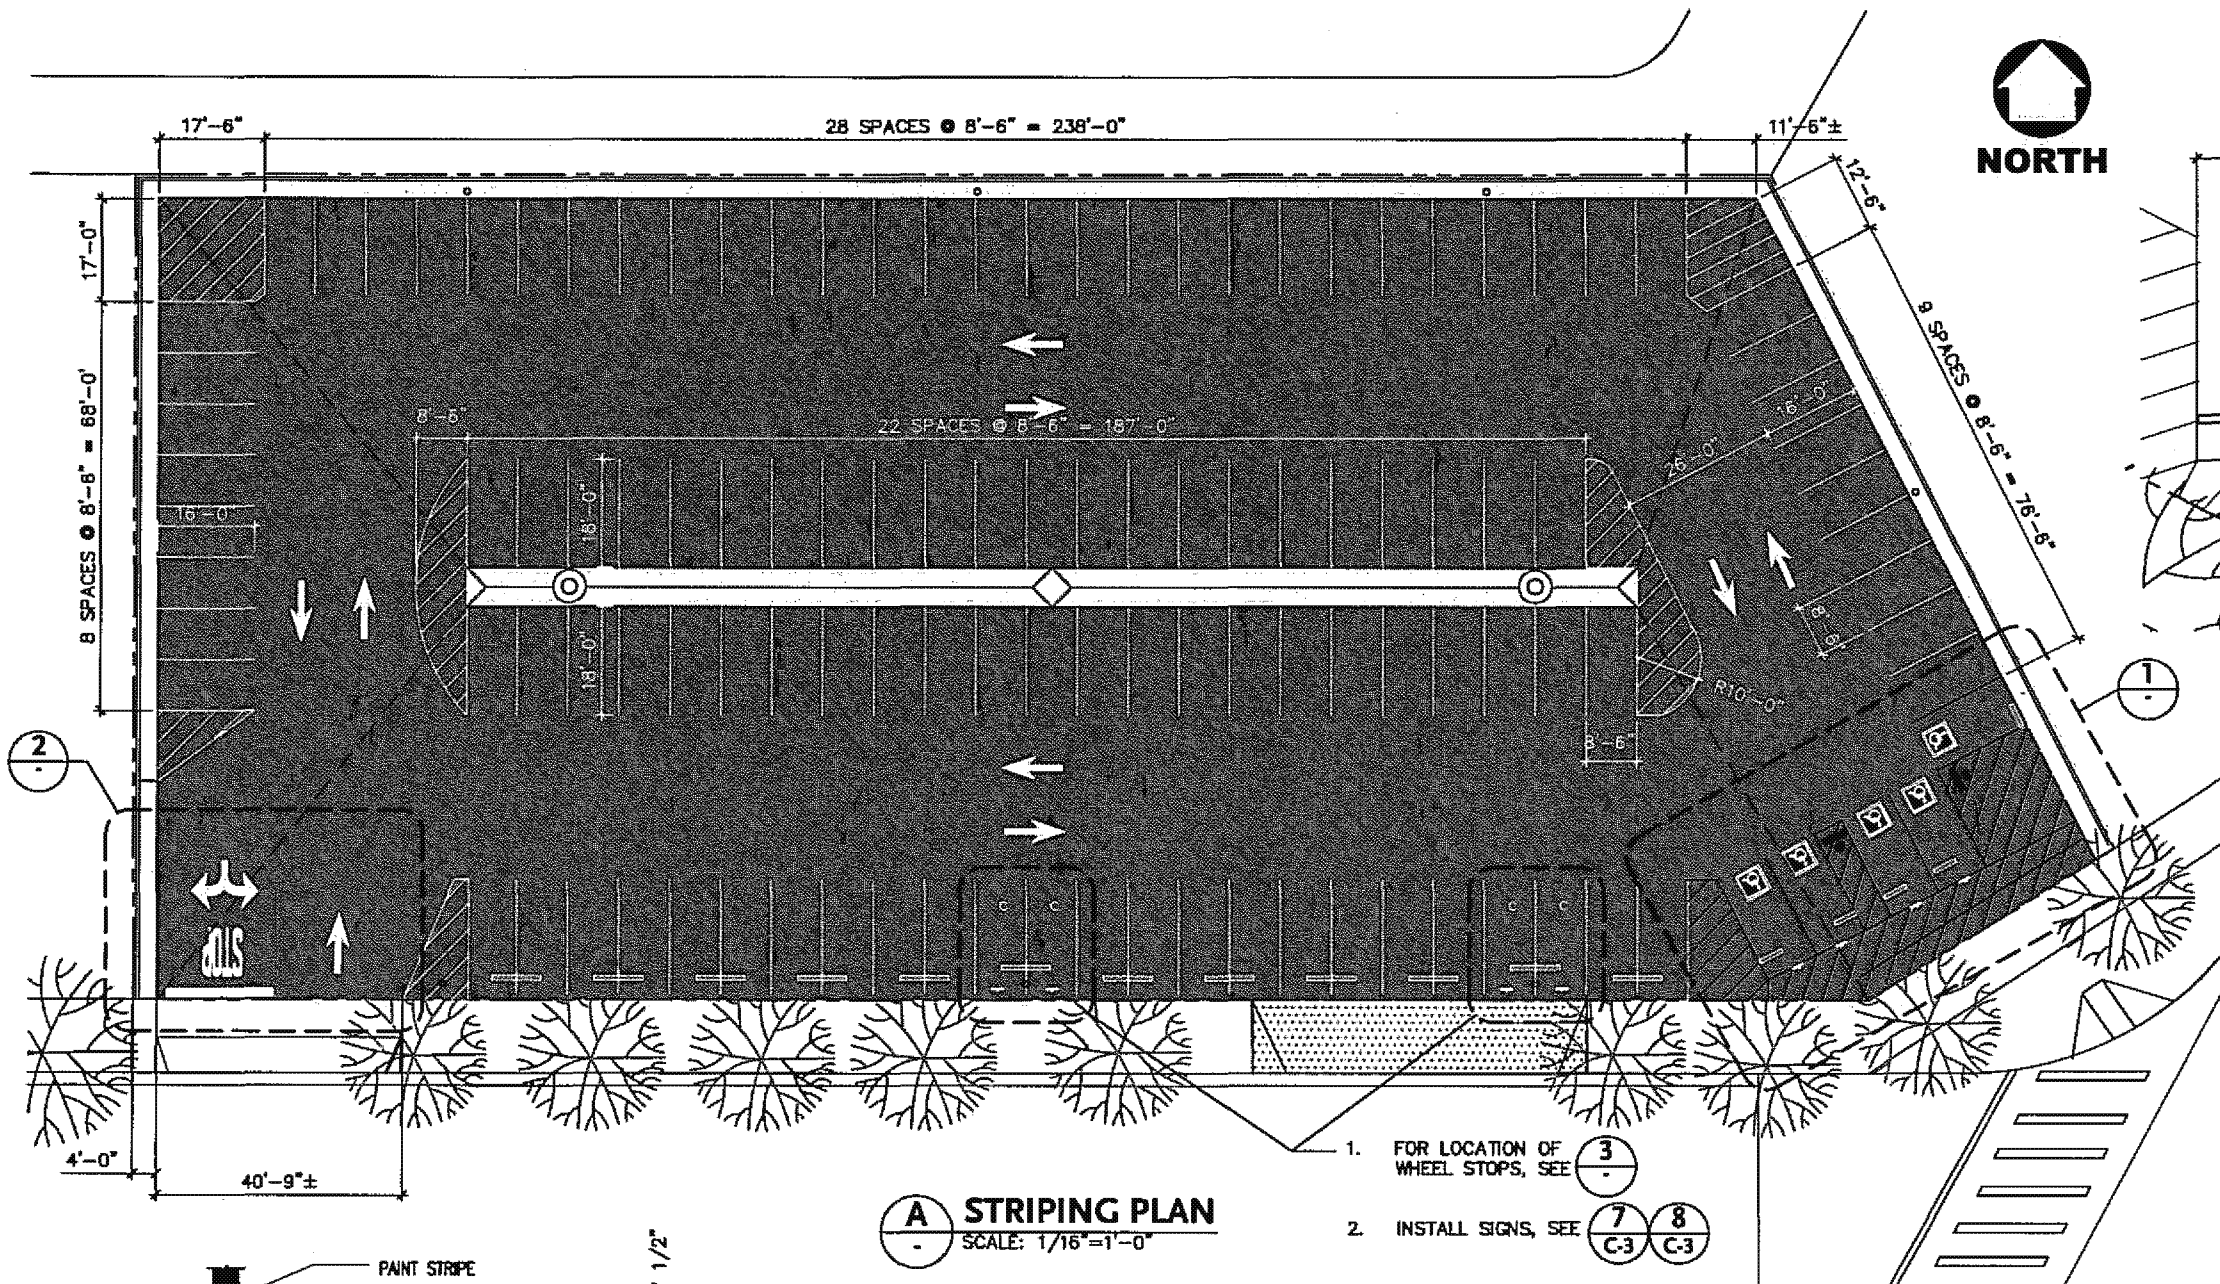 17'-6"
28 SPACES @ 8'-6" = 238'-0"
11'-6"±
NORTH
12'-6"
17'-0"
9 SPACES @ 8'-6" = 76'-6"
8 SPACES @ 8'-6" = 68'-0"
8'-6"
22 SPACES @ 8'-6" = 187'-0"
16'-0"
26'-0"
18'-0"
16'-0"
18'-0"
8'-6"
R10'-0"
8'-6"
1
-
2
-
C C
C C
STOP
4'-0"
40'-9"±
1. FOR LOCATION OF
WHEEL STOPS, SEE
3
-
A
-
STRIPING PLAN
SCALE: 1/16"=1'-0"
2. INSTALL SIGNS, SEE
7
C-3
8
C-3
PAINT STRIPE
1/2"